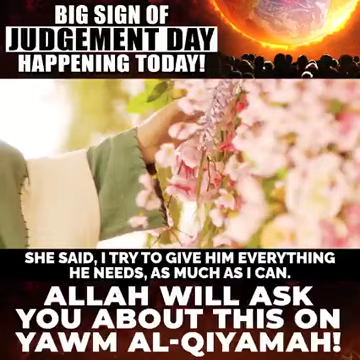 BIG SIGN OF
JUDGEMENT DAY
HAPPENING TODAY!
SHE SAID, I TRY TO GIVE HIM EVERYTHING
HE NEEDS, AS MUCH AS I CAN.
ALLAH WILL ASK
YOU ABOUT THIS ON
YAWM AL-QIYAMAH!